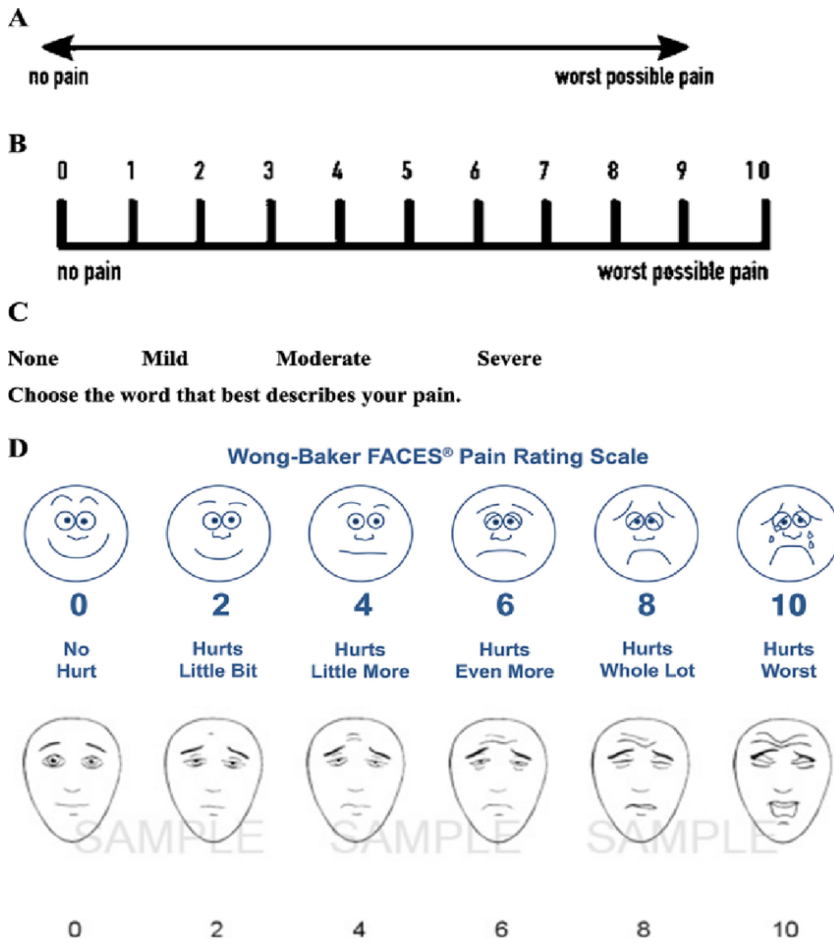 A
no pain worst possible pain
B
0 1 2 3 4 5 6 7 8 9 10
no pain worst possible pain
C
None Mild Moderate Severe
Choose the word that best describes your pain.
D
Wong-Baker FACES® Pain Rating Scale
0 2 4 6 8 10
No Hurts Hurts Hurts Hurts Hurts
Hurt Little Bit Little More Even More Whole Lot Worst
SAMPLE SAMPLE SAMPLE
0 2 4 6 8 10